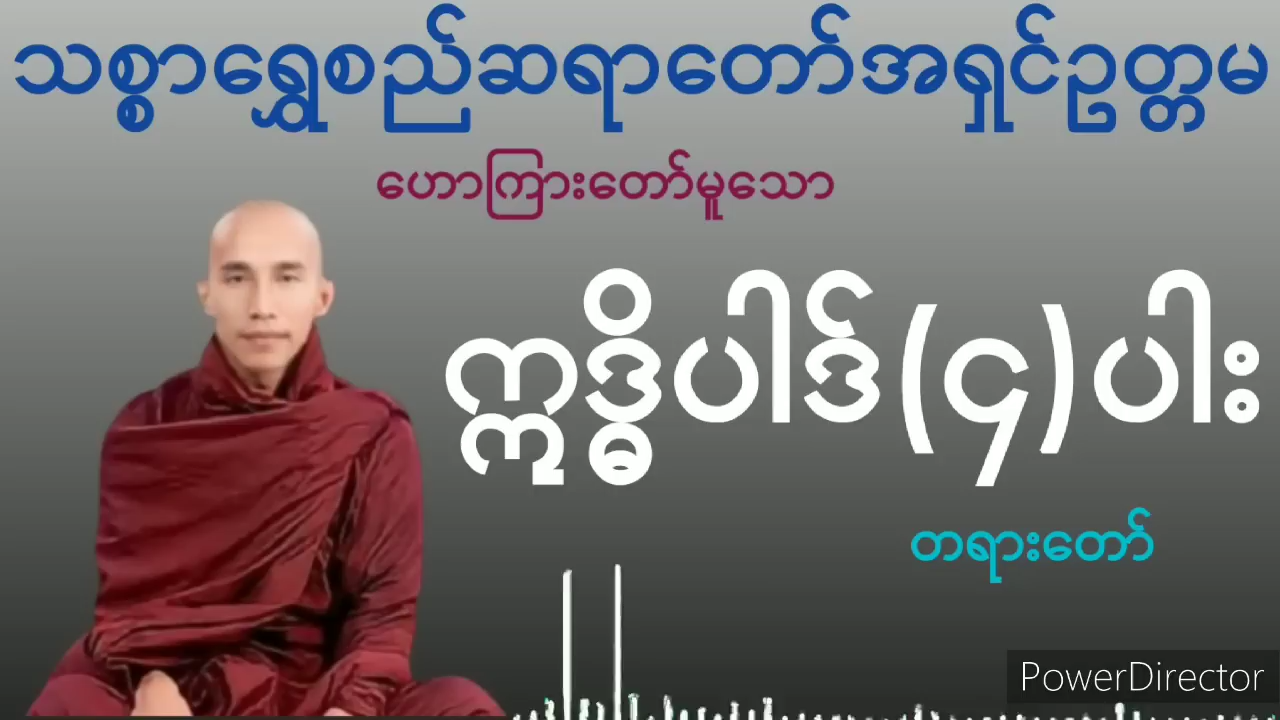 သစ္စာရွှေစည်ဆရာတော်အရှင်ဥတ္တမ
ဟောကြားတော်မူသော
ဣဒ္ဓိပါဒ်(၄)ပါး
တရားတော်
PowerDirector